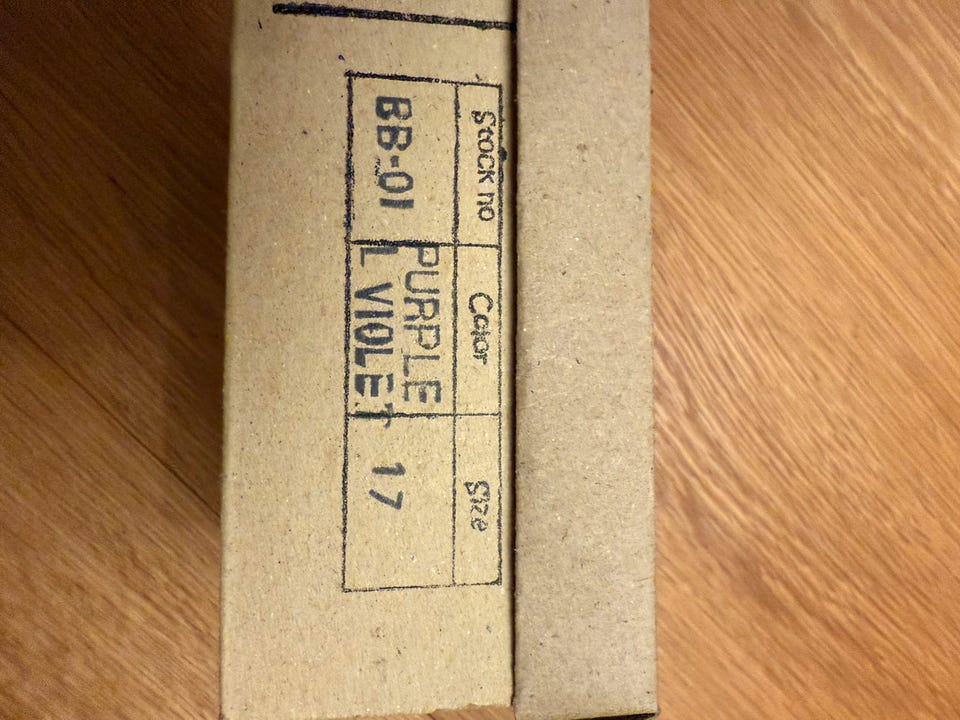 Stock no Color Size
BB-01 PURPLE 17
L VIOLET